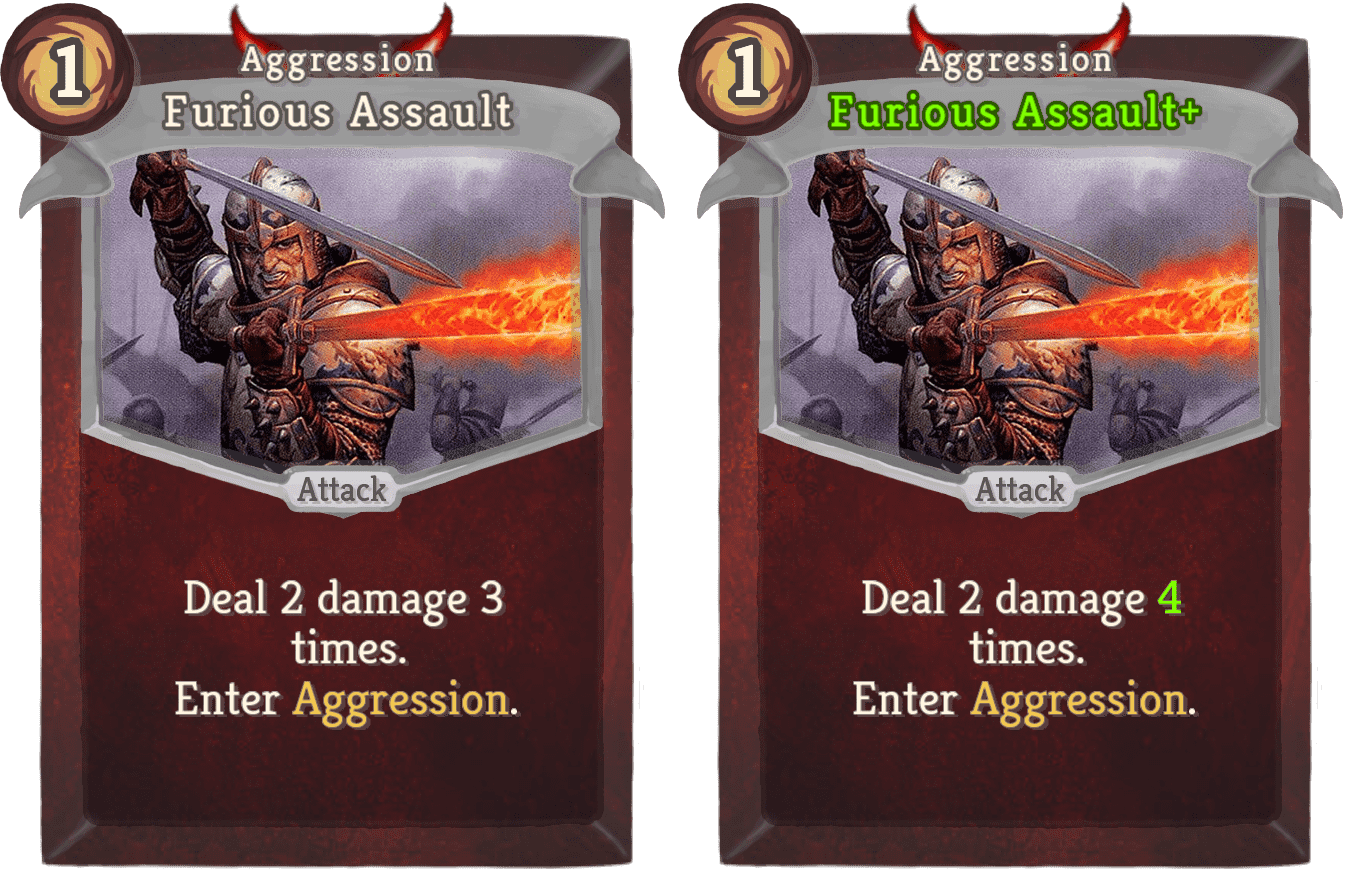 1
Aggression
Furious Assault
Attack
Deal 2 damage 3
times.
Enter Aggression.
1
Aggression
Furious Assault+
Attack
Deal 2 damage 4
times.
Enter Aggression.